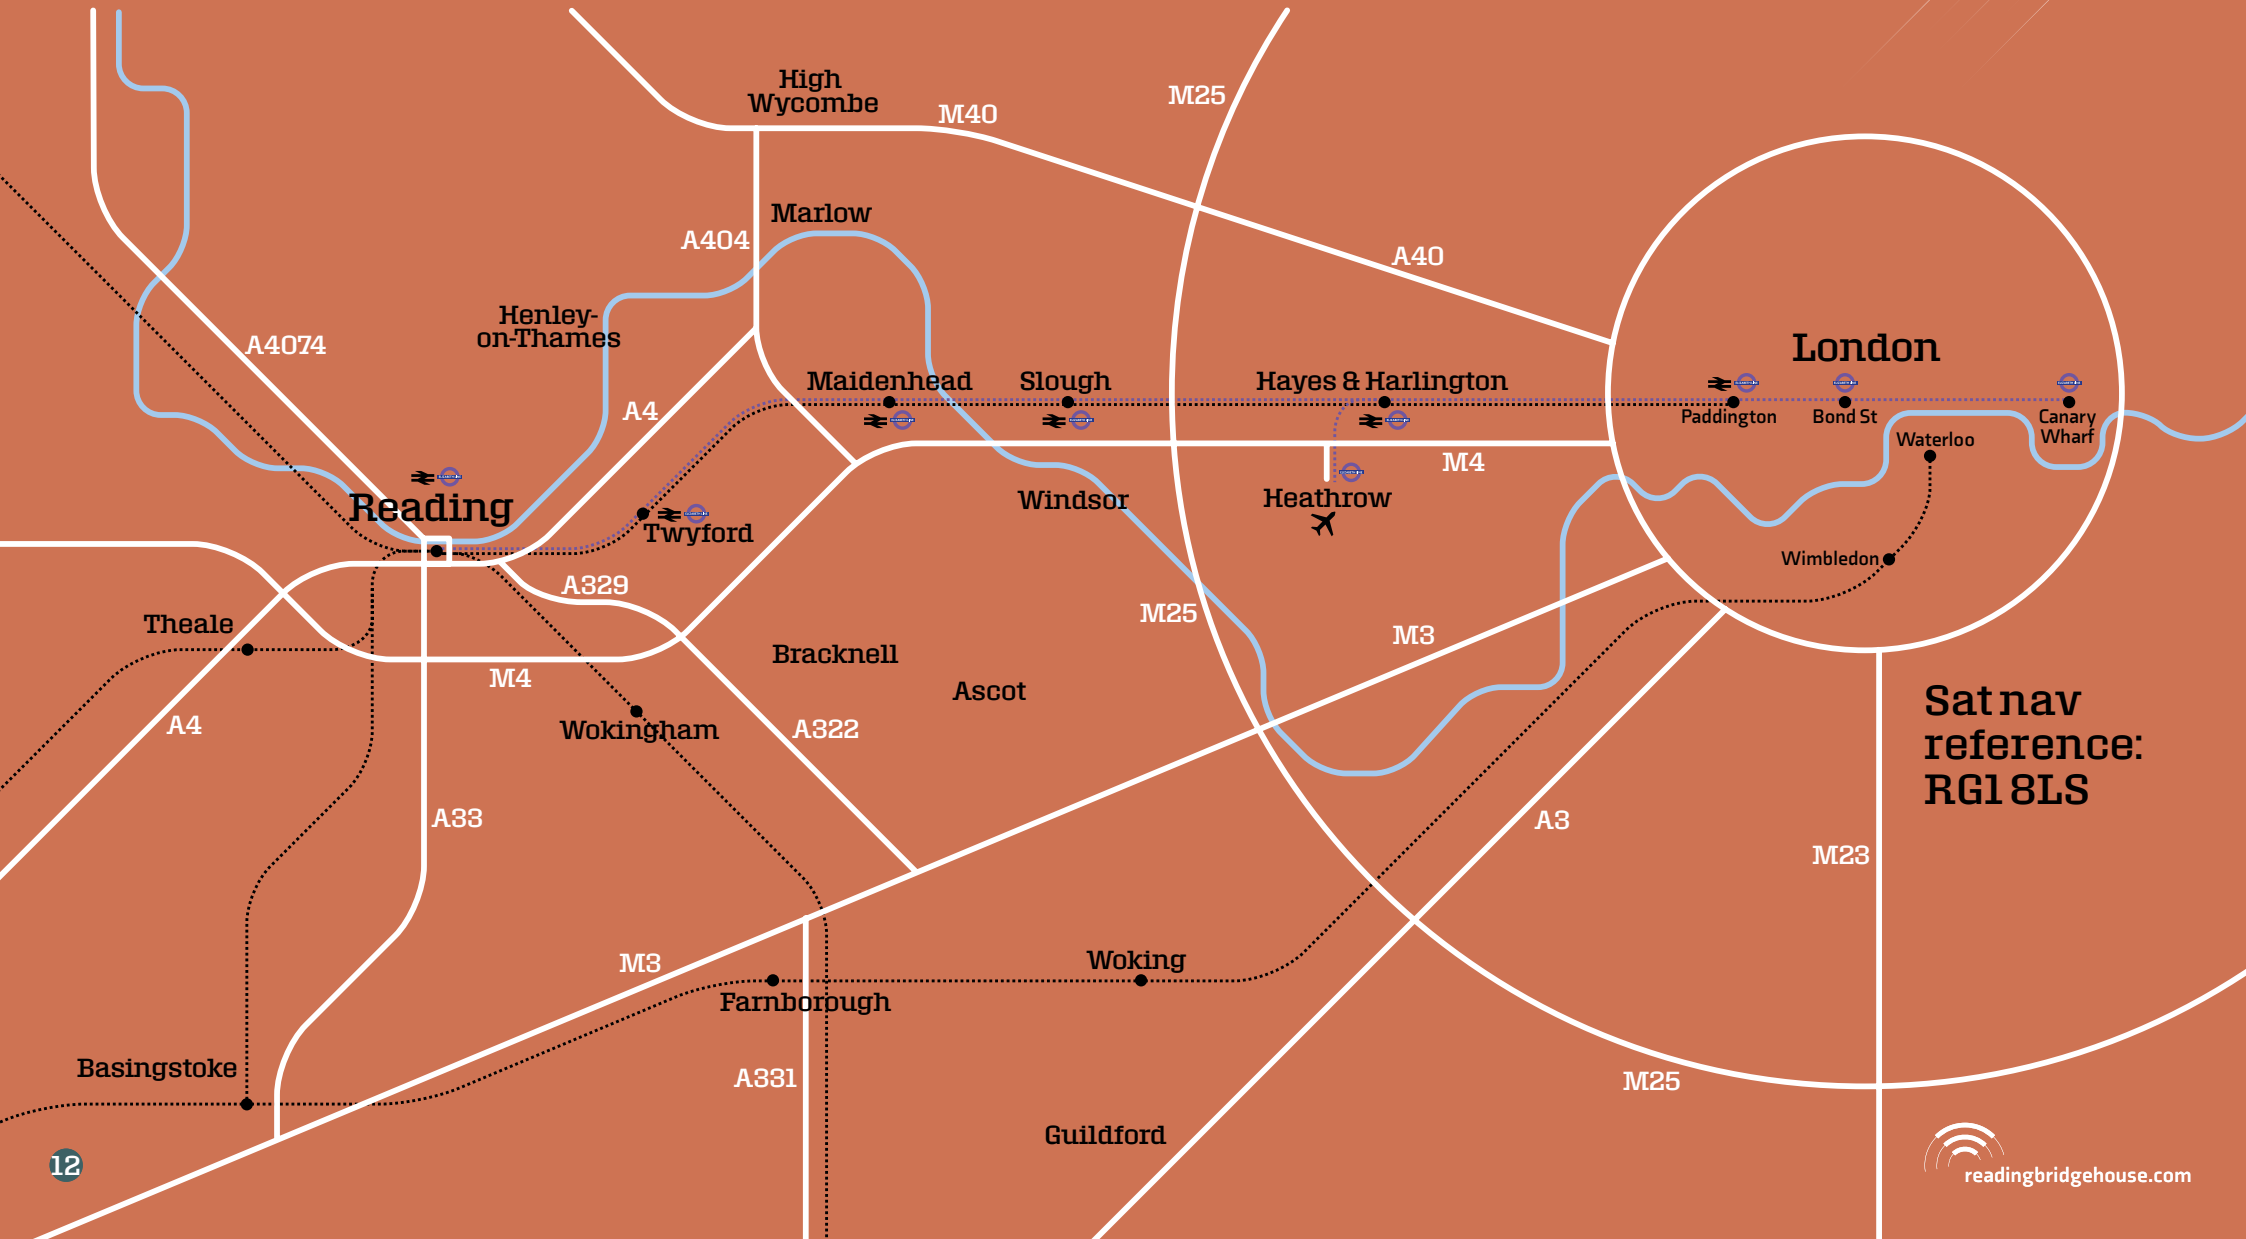 High
Wycombe
M40
M25
Marlow
A404
A40
Henley-
on-Thames
A4074
London
Maidenhead
Slough
Hayes & Harlington
A4
Paddington
Bond St
Canary
Wharf
Waterloo
M4
Reading
Windsor
Heathrow
Twyford
Wimbledon
A329
M25
Theale
M3
Bracknell
M4
Ascot
A4
Wokingham
A322
Sat nav
reference:
RG1 8LS
A33
A3
M23
M3
Woking
Farnborough
Basingstoke
A331
M25
Guildford
12
readingbridgehouse.com